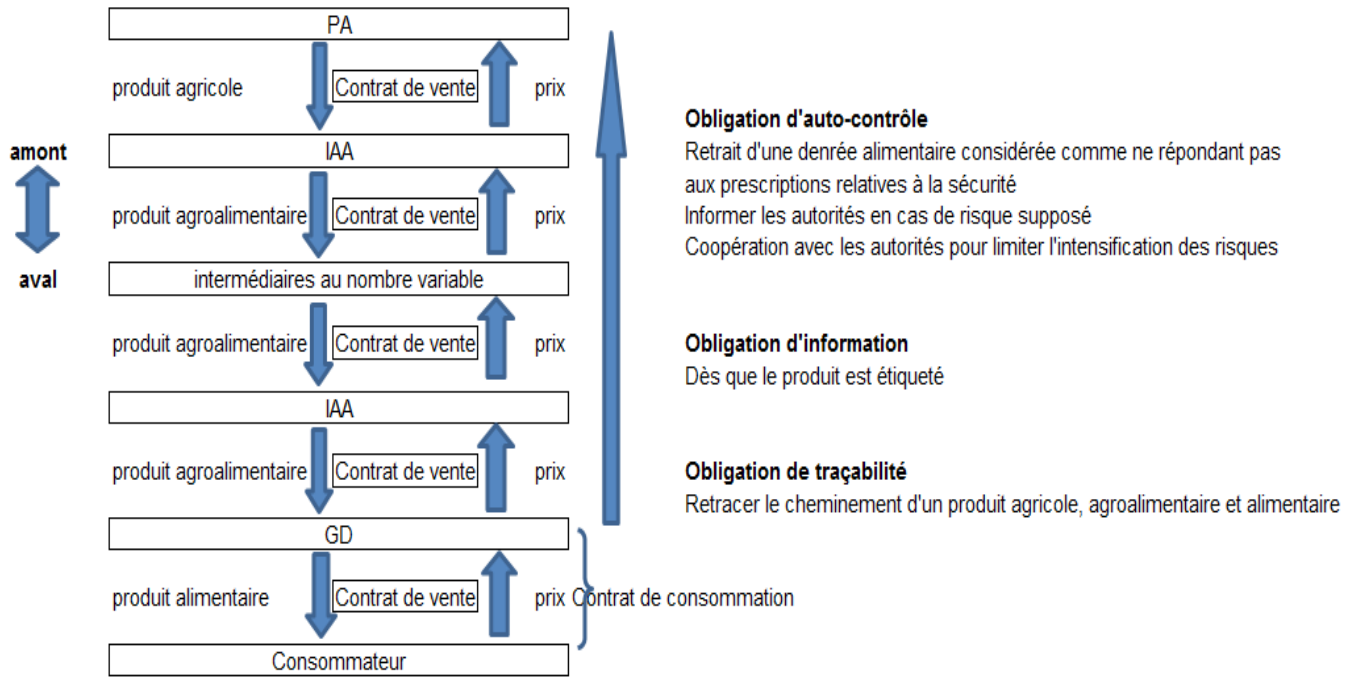 PA
produit agricole Contrat de vente prix
amont
IAA
produit agroalimentaire Contrat de vente prix
aval
intermédiaires au nombre variable
produit agroalimentaire Contrat de vente prix
IAA
produit agroalimentaire Contrat de vente prix
GD
produit alimentaire Contrat de vente prix Contrat de consommation
Consommateur
Obligation d'auto-contrôle
Retrait d'une denrée alimentaire considérée comme ne répondant pas
aux prescriptions relatives à la sécurité
Informer les autorités en cas de risque supposé
Coopération avec les autorités pour limiter l'intensification des risques
Obligation d'information
Dès que le produit est étiqueté
Obligation de traçabilité
Retracer le cheminement d'un produit agricole, agroalimentaire et alimentaire